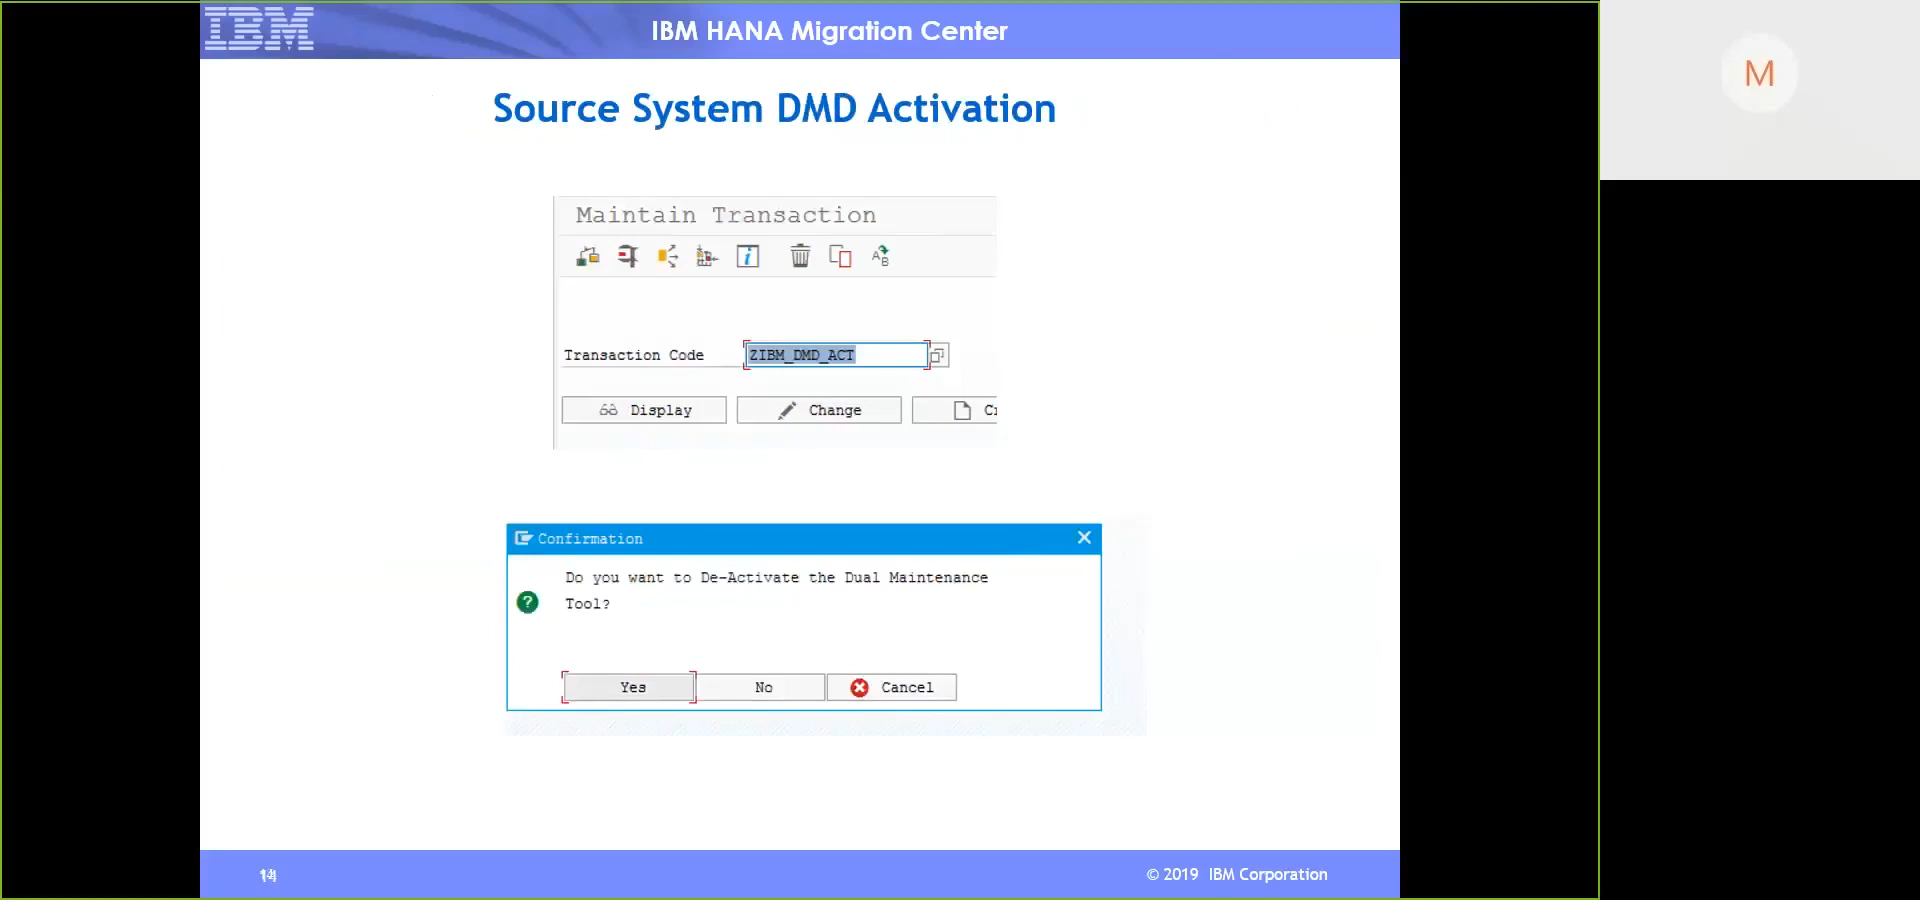 IBM
IBM HANA Migration Center
M
Source System DMD Activation
Maintain Transaction
Transaction Code ZIBM_DMD_ACT
Display Change
Confirmation
Do you want to De-Activate the Dual Maintenance
Tool?
Yes No Cancel
© 2019 IBM Corporation